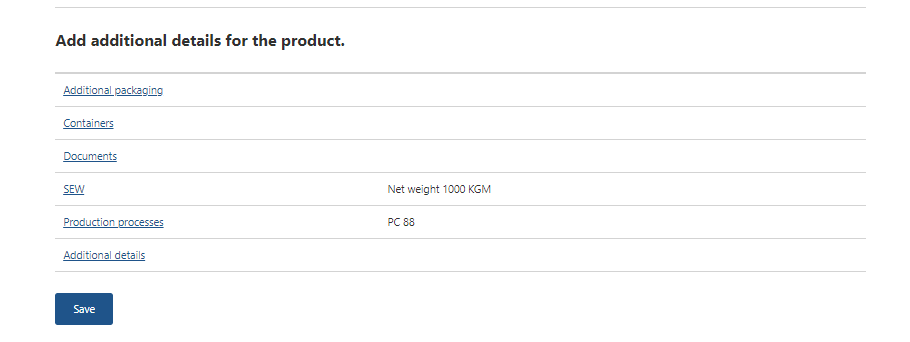 Add additional details for the product.
Additional packaging
Containers
Documents
SEW Net weight 1000 KGM
Production processes PC 88
Additional details
Save